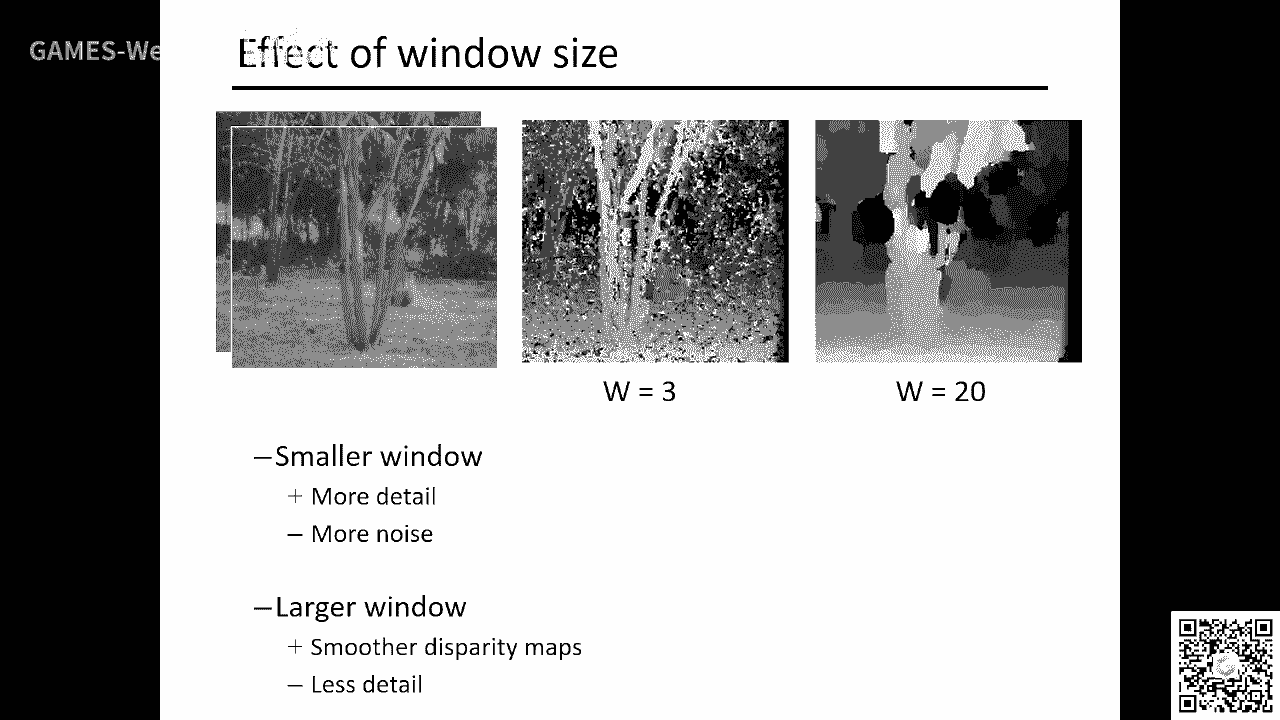 GAMES-We
Effect of window size
W = 3
W = 20
–Smaller window
+ More detail
– More noise
–Larger window
+ Smoother disparity maps
– Less detail